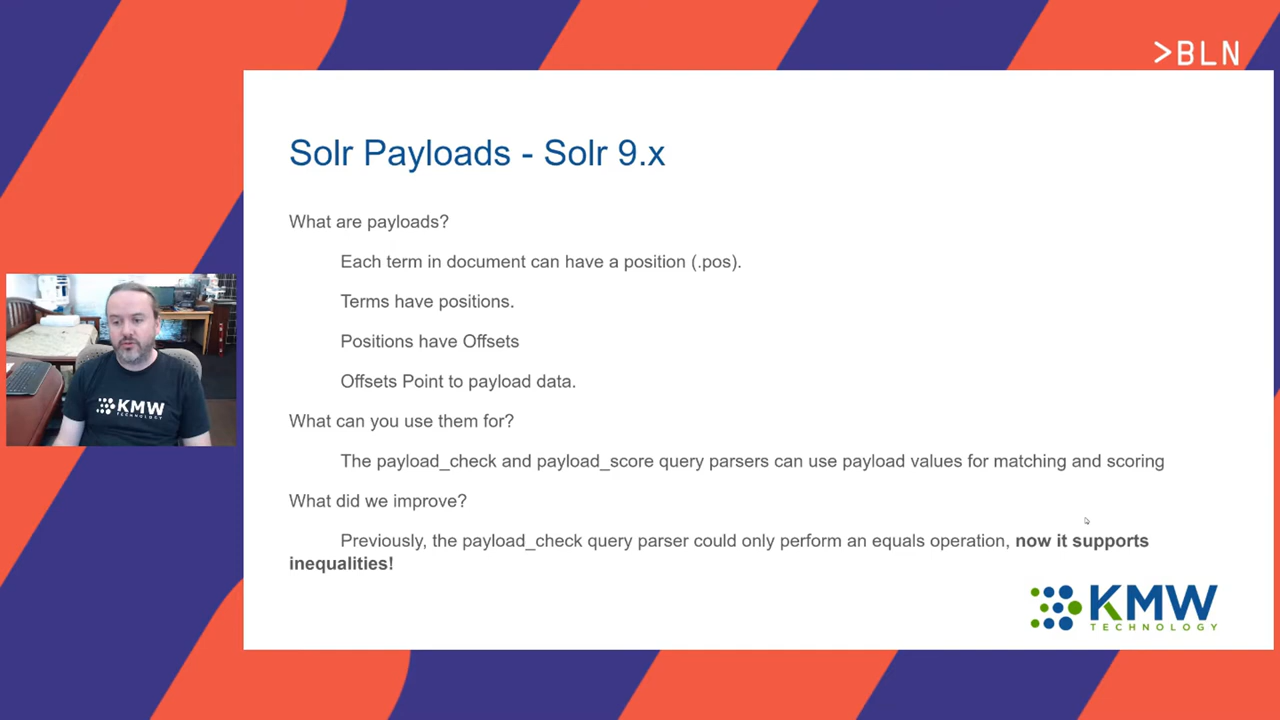 >BLN
Solr Payloads - Solr 9.x
What are payloads?
Each term in document can have a position (.pos).
Terms have positions.
Positions have Offsets
Offsets Point to payload data.
What can you use them for?
The payload_check and payload_score query parsers can use payload values for matching and scoring
What did we improve?
Previously, the payload_check query parser could only perform an equals operation, now it supports
inequalities!
KMW
TECHNOLOGY
KMW
TECHNOLOGY